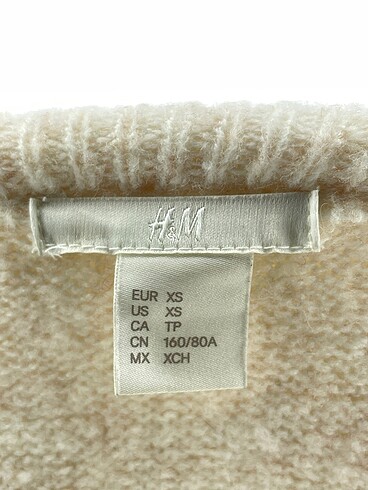 H&M
EUR XS
US XS
CA TP
CN 160/80A
MX XCH